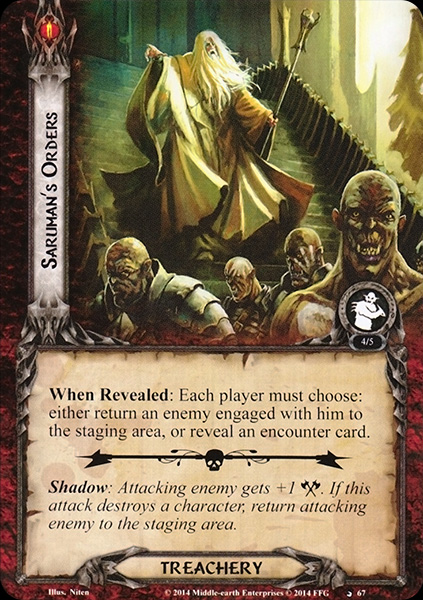 SARUMAN'S ORDERS
4/5
When Revealed: Each player must choose:
either return an enemy engaged with him to
the staging area, or reveal an encounter card.
Shadow: Attacking enemy gets +1 . If this
attack destroys a character, return attacking
enemy to the staging area.
TREACHERY
Illus. Niten © 2014 Middle-earth Enterprises © 2014 FFG 67